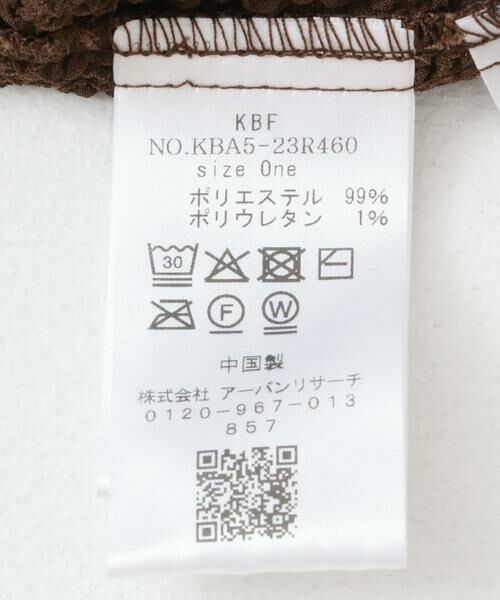 KBF
NO.KBA5-23R460
size One
ポリエステル 99%
ポリウレタン 1%
30
F W
中国製
株式会社 アーバンリサーチ
0120-967-013
857